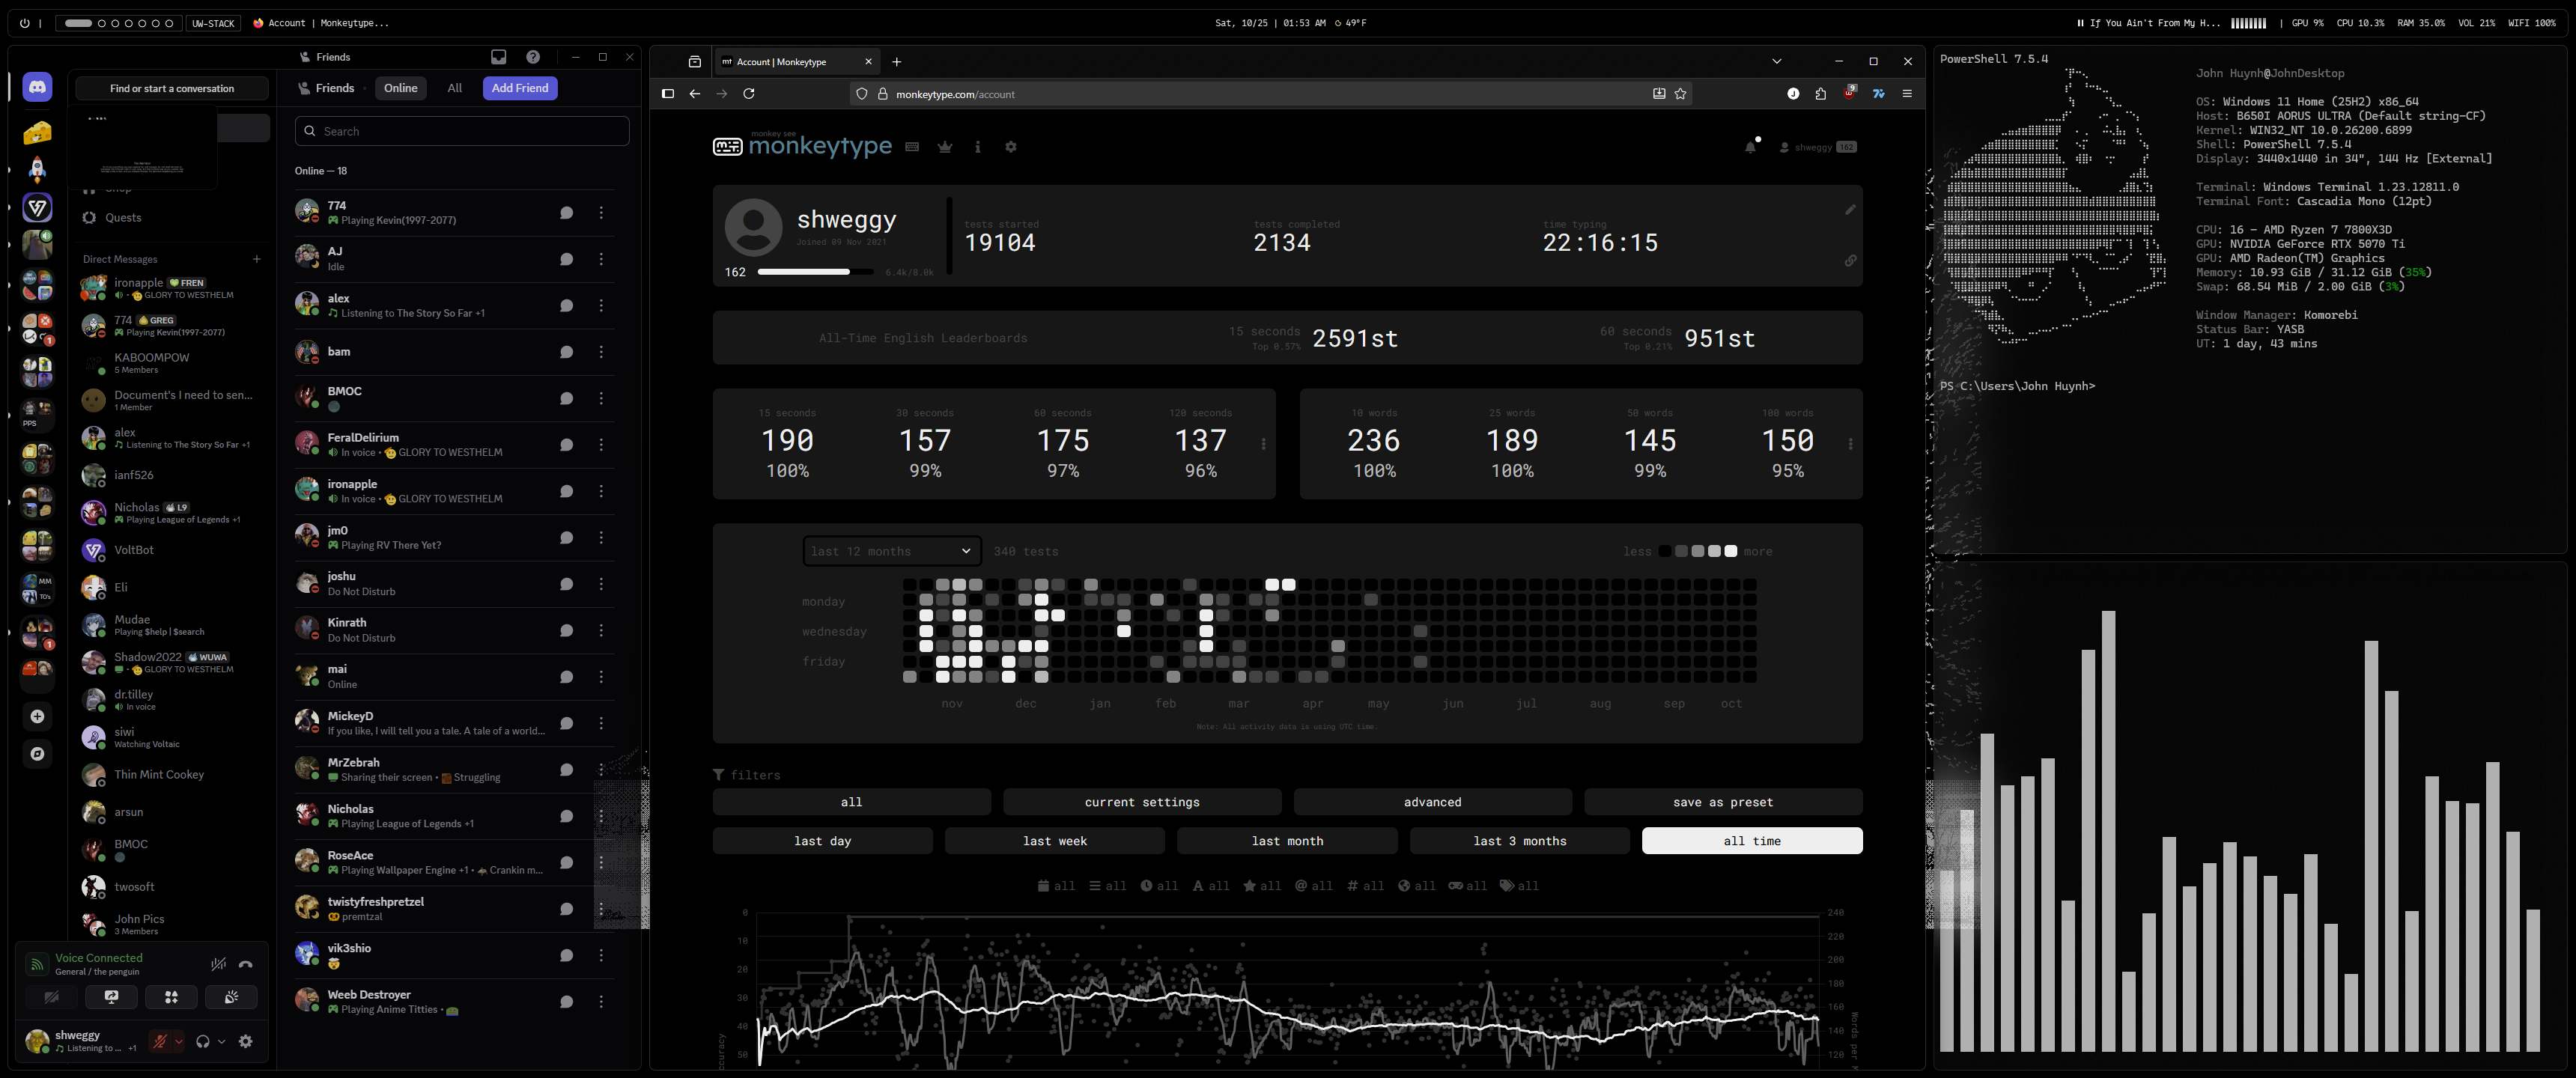 UW-STACK
Account | Monkeytype...
Sat, 10/25 | 01:53 AM 49°F
If You Ain't From My H...
| GPU 9% CPU 10.3% RAM 35.0% VOL 21% WIFI 100%
Friends
Find or start a conversation
Shop
Quests
Direct Messages
ironapple FREN
GLORY TO WESTHELM
774 GREG
Playing Kevin(1997-2077)
KABOOMPOW
5 Members
Document's I need to sen...
1 Member
alex
Listening to The Story So Far +1
ianf526
Nicholas L9
Playing League of Legends +1
VoltBot
Eli
Mudae
Playing $help | $search
Shadow2022 WUWA
GLORY TO WESTHELM
dr.tilley
In voice
siwi
Watching Voltaic
Thin Mint Cookey
arsun
BMOC
twosoft
John Pics
3 Members
PPS
MM
TO's
1
1
Voice Connected
General / the penguin
shweggy
Listening to ... +1
Friends Online All Add Friend
Search
Online — 18
774
Playing Kevin(1997-2077)
AJ
Idle
alex
Listening to The Story So Far +1
bam
BMOC
FeralDelirium
In voice • GLORY TO WESTHELM
ironapple
In voice • GLORY TO WESTHELM
jm0
Playing RV There Yet?
joshu
Do Not Disturb
Kinrath
Do Not Disturb
mai
Online
MickeyD
If you like, I will tell you a tale. A tale of a world...
MrZebrah
Sharing their screen • Struggling
Nicholas
Playing League of Legends +1
RoseAce
Playing Wallpaper Engine +1 • Crankin m...
twistyfreshpretzel
premtzal
vik3shio
Weeb Destroyer
Playing Anime Titties •
mt Account | Monkeytype
monkeytype.com/account
J
9
monkey see
monkeytype
shweggy 162
shweggy
Joined 09 Nov 2021
162 6.4k/8.0k
tests started
19104
tests completed
2134
time typing
22:16:15
All-Time English Leaderboards
15 seconds
Top 0.57%
2591st
60 seconds
Top 0.21%
951st
15 seconds 30 seconds 60 seconds 120 seconds
190 157 175 137
100% 99% 97% 96%
10 words 25 words 50 words 100 words
236 189 145 150
100% 100% 99% 95%
last 12 months 340 tests
less more
monday
wednesday
friday
nov dec jan feb mar apr may jun jul aug sep oct
Note: All activity data is using UTC time.
filters
all current settings advanced save as preset
last day last week last month last 3 months all time
all all all all all all all all all all
0 240
10 220
20 200
30 180
40 160
50 140
120
PowerShell 7.5.4
John Huynh@JohnDesktop
OS: Windows 11 Home (25H2) x86_64
Host: B650I AORUS ULTRA (Default string-CF)
Kernel: WIN32_NT 10.0.26200.6899
Shell: PowerShell 7.5.4
Display: 3440x1440 in 34", 144 Hz [External]
Terminal: Windows Terminal 1.23.12811.0
Terminal Font: Cascadia Mono (12pt)
CPU: 16 - AMD Ryzen 7 7800X3D
GPU: NVIDIA GeForce RTX 5070 Ti
GPU: AMD Radeon(TM) Graphics
Memory: 10.93 GiB / 31.12 GiB (35%)
Swap: 68.54 MiB / 2.00 GiB (3%)
Window Manager: Komorebi
Status Bar: YASB
UT: 1 day, 43 mins
PS C:\Users\John Huynh>